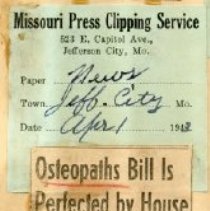 Missouri Press Clipping Service
523 E. Capitol Ave.,
Jefferson City, Mo.
Paper News
Town Jeff. City Mo.
Date Apr 1 194
Osteopaths Bill Is
Perfected by House